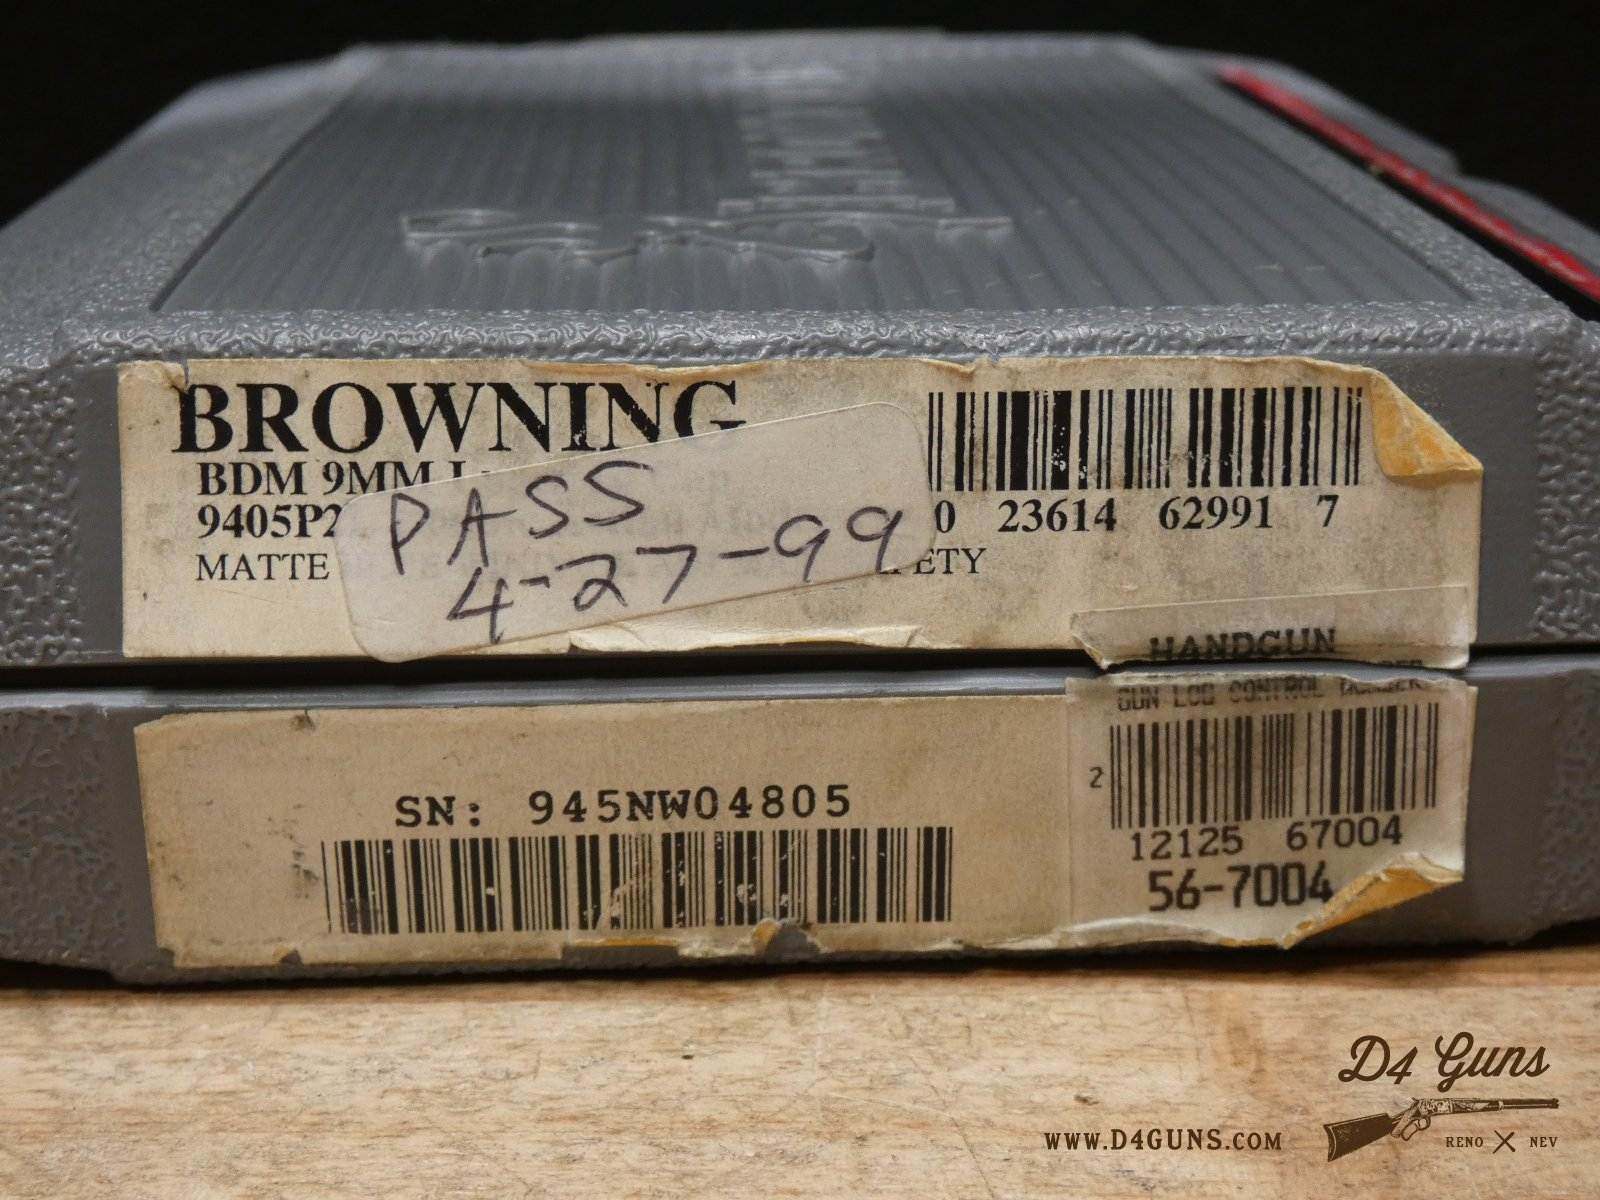 BROWNING
BDM 9MM
9405P2
MATTE
PASS
4-27-99
0 23614 62991 7
HANDGUN
GUN LOG CONTROL NUMBER
2
12125 67004
56-7004
SN: 945NW04805
D4 Guns
WWW.D4GUNS.COM
RENO NEV